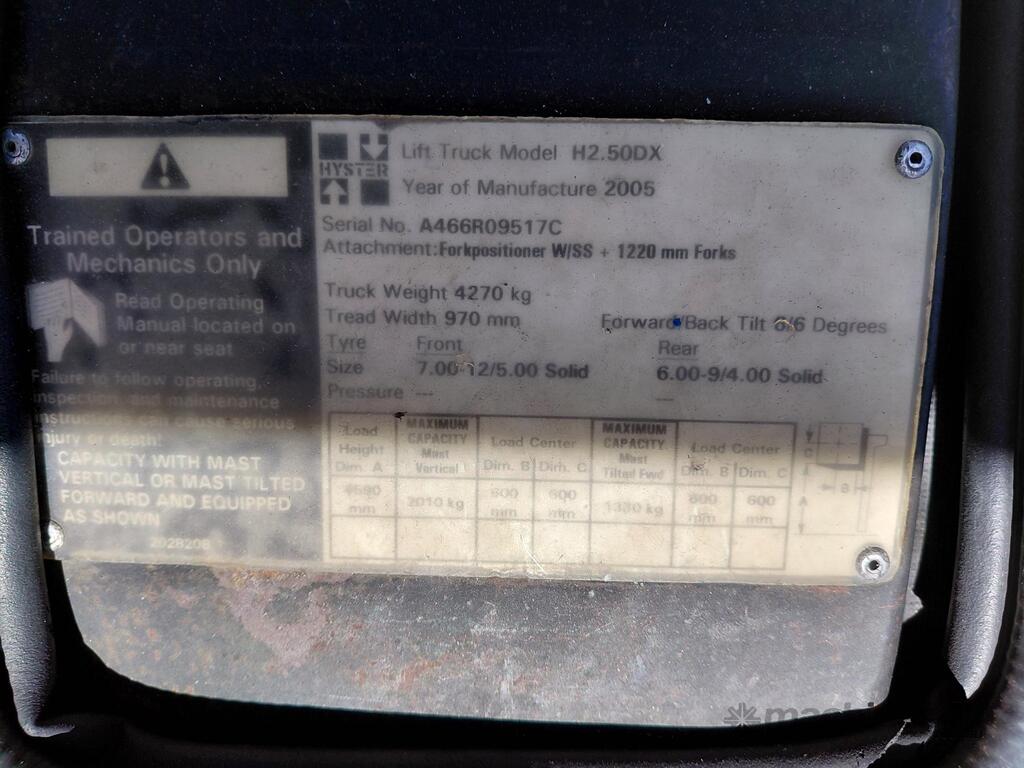 Trained Operators and
Mechanics Only
Read Operating
Manual located on
or near seat
Failure to follow operating,
inspection and maintenance
instructions can cause serious
injury or death!
CAPACITY WITH MAST
VERTICAL OR MAST TILTED
FORWARD AND EQUIPPED
AS SHOWN
2028208
HYSTER
Lift Truck Model H2.50DX
Year of Manufacture 2005
Serial No. A466R09517C
Attachment: Forkpositioner W/SS + 1220 mm Forks
Truck Weight 4270 kg
Tread Width 970 mm Forward/Back Tilt 6/6 Degrees
Tyre Front Rear
Size 7.00-12/5.00 Solid 6.00-9/4.00 Solid
Pressure --- ---
Load Height Dim. A
MAXIMUM CAPACITY Mast Vertical
Load Center
Dim. B Dim. C
MAXIMUM CAPACITY Mast Tilted Fwd
Load Center
Dim. B Dim. C
mm 2010 kg 600 mm 600 mm 1330 kg 600 mm 600 mm
C
B
A